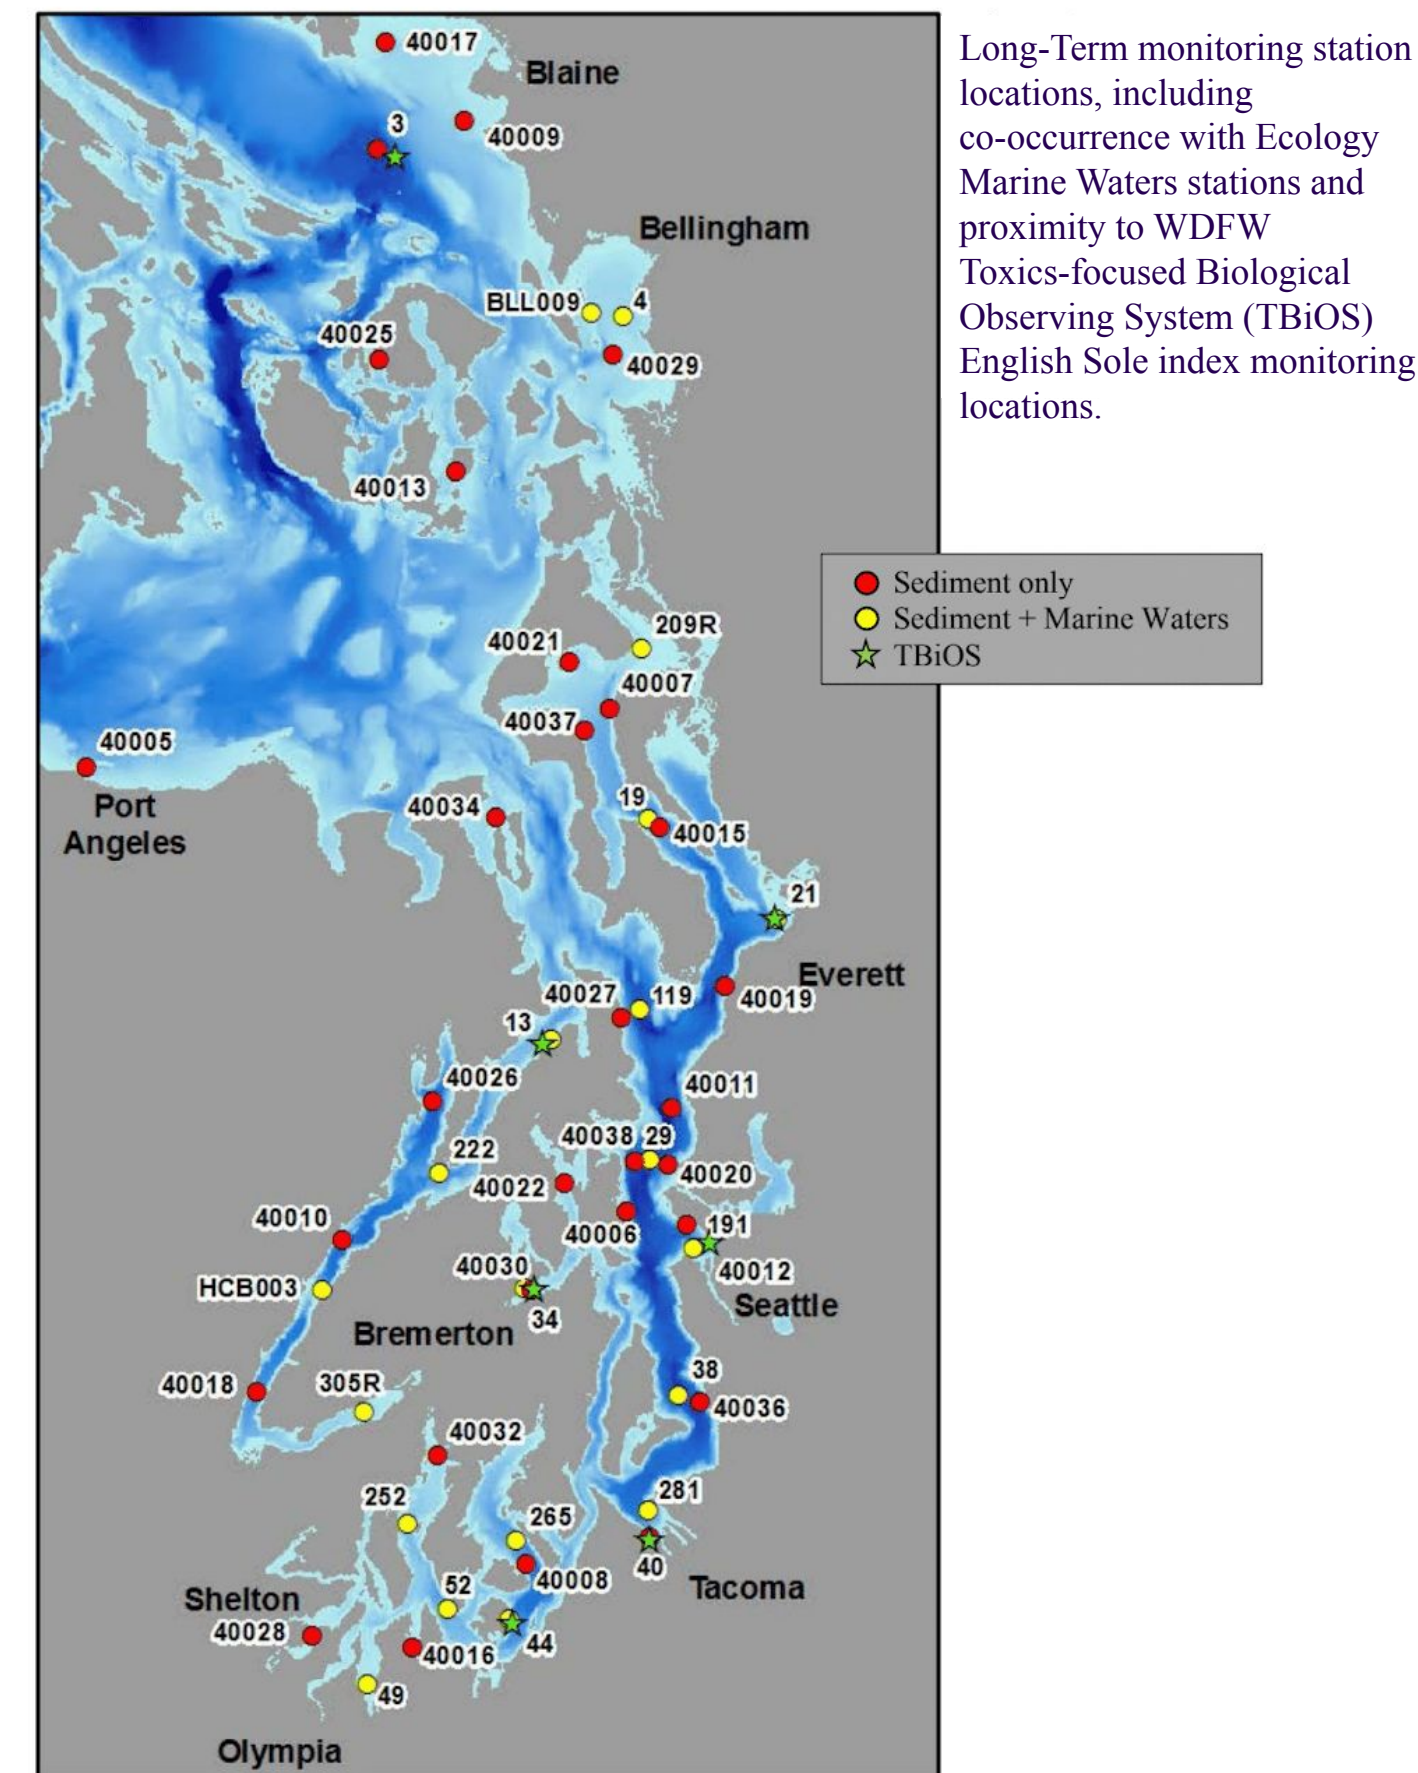 Long-Term monitoring station
locations, including
co-occurrence with Ecology
Marine Waters stations and
proximity to WDFW
Toxics-focused Biological
Observing System (TBiOS)
English Sole index monitoring
locations.
Sediment only
Sediment + Marine Waters
TBiOS
40017
Blaine
3
40009
Bellingham
BLL009
4
40025
40029
40013
209R
40021
40007
40037
40005
Port
Angeles
40034
19
40015
21
Everett
40027
119
40019
13
40026
40011
40038
29
222
40022
40020
40010
40006
191
40030
40012
HCB003
Seattle
34
Bremerton
38
40018
305R
40036
40032
252
281
265
40
40008
Tacoma
52
Shelton
40028
44
40016
49
Olympia